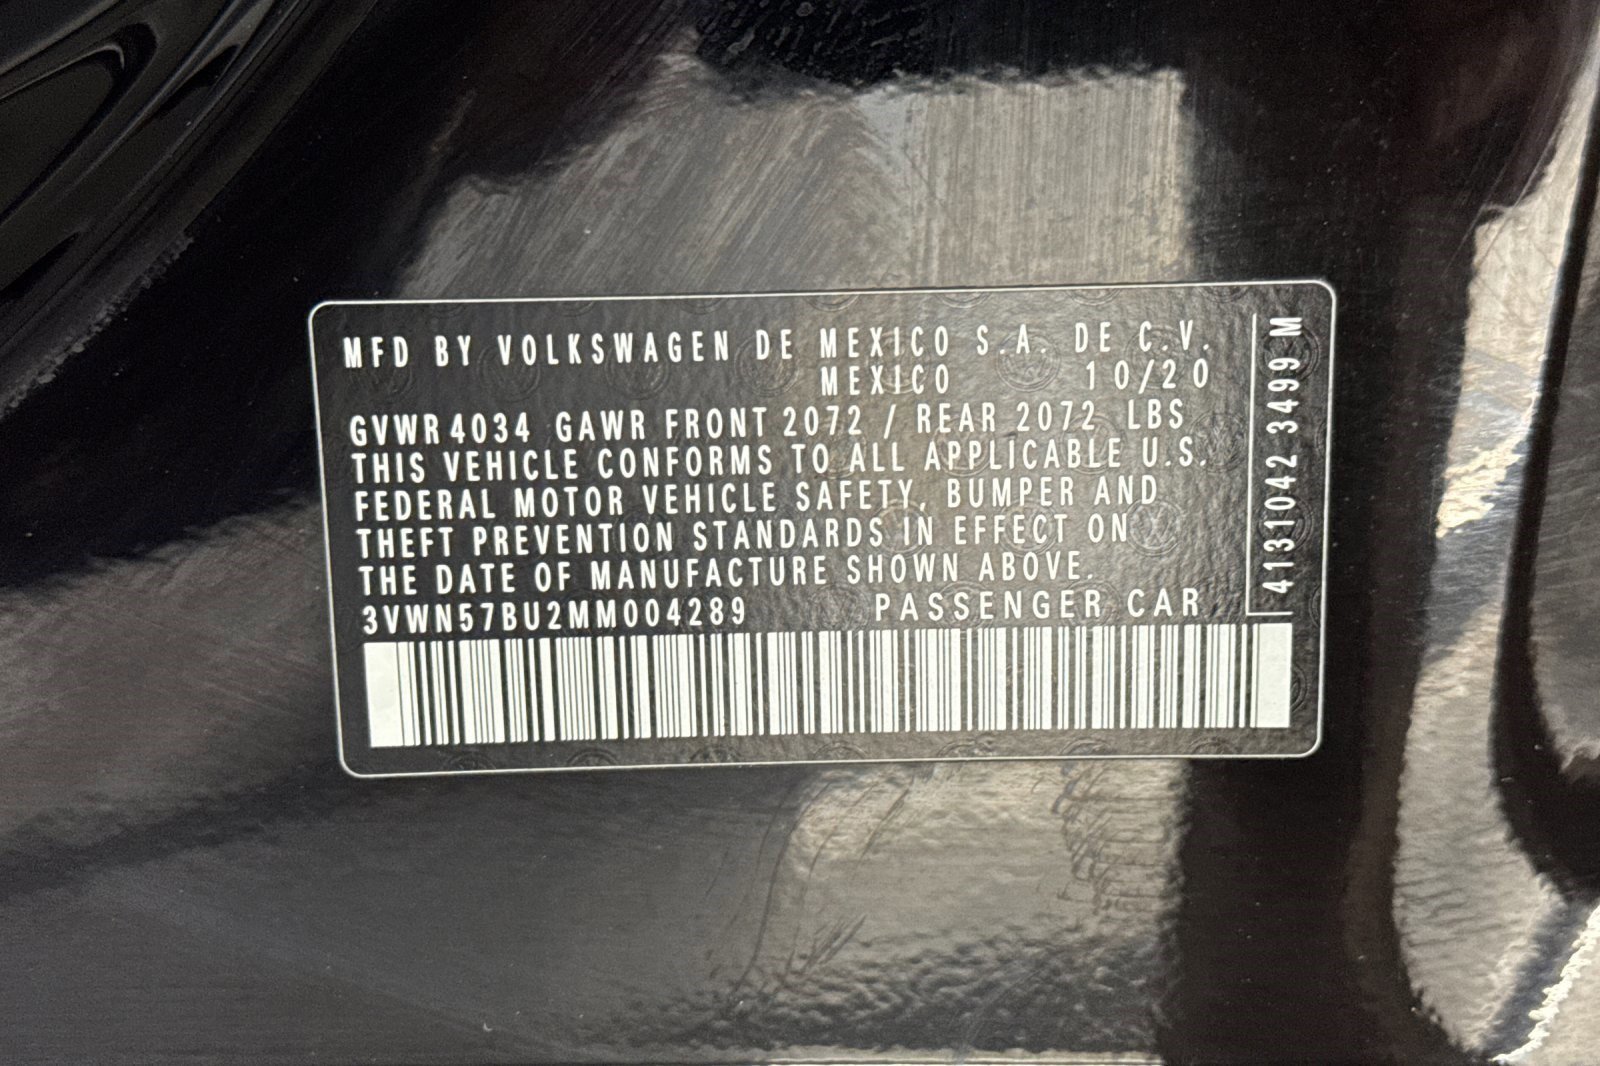 MFD BY VOLKSWAGEN DE MEXICO S.A. DE C.V.
MEXICO 10/20
GVWR 4034 GAWR FRONT 2072 / REAR 2072 LBS
THIS VEHICLE CONFORMS TO ALL APPLICABLE U.S.
FEDERAL MOTOR VEHICLE SAFETY, BUMPER AND
THEFT PREVENTION STANDARDS IN EFFECT ON
THE DATE OF MANUFACTURE SHOWN ABOVE.
3VWN57BU2MM004289 PASSENGER CAR
4131042 3499 M